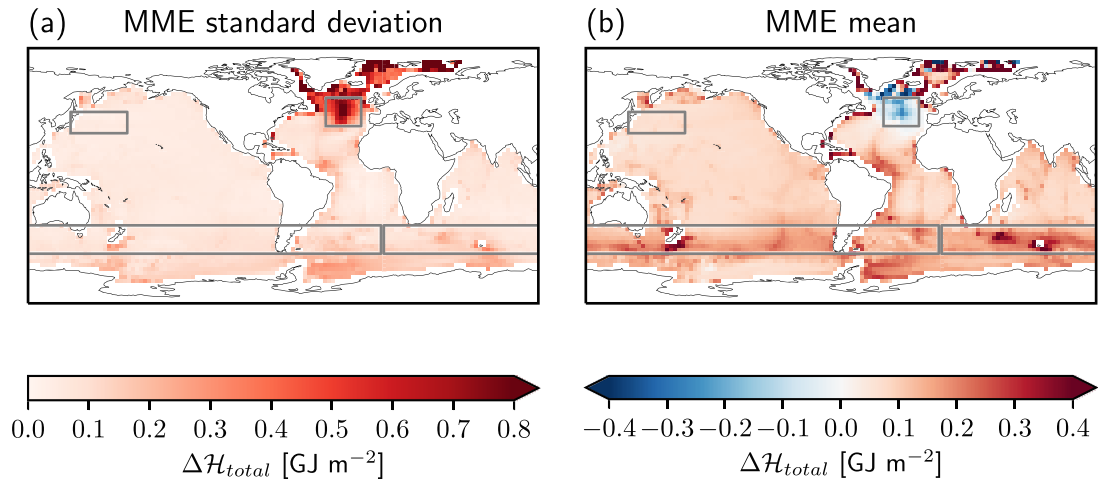 (a) MME standard deviation
(b) MME mean
0.0 0.1 0.2 0.3 0.4 0.5 0.6 0.7 0.8
Δℋtotal [GJ m−2]
−0.4 −0.3 −0.2 −0.1 0.0 0.1 0.2 0.3 0.4
Δℋtotal [GJ m−2]